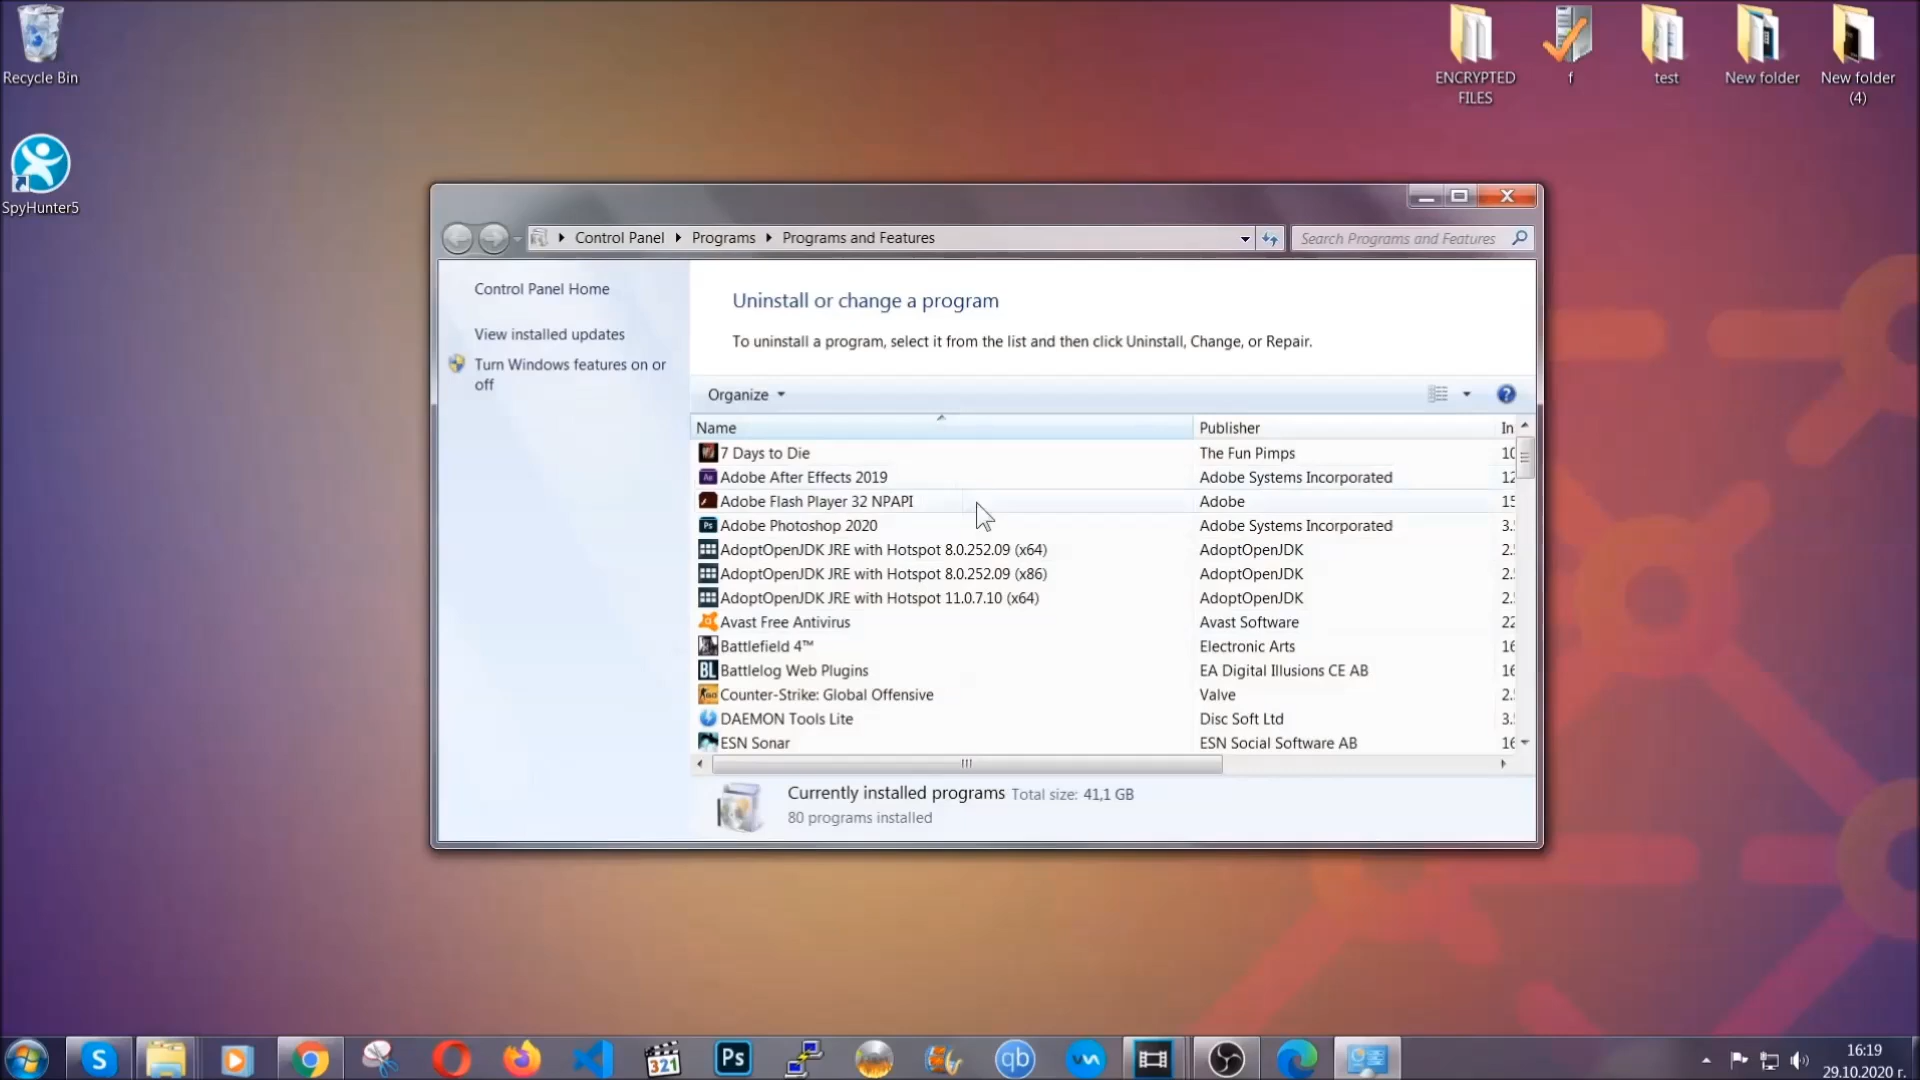 Recycle Bin
SpyHunter5
ENCRYPTED
FILES
f
test
New folder
New folder
(4)
Control Panel
Programs
Programs and Features
Search Programs and Features
Control Panel Home
View installed updates
Turn Windows features on or
off
Uninstall or change a program
To uninstall a program, select it from the list and then click Uninstall, Change, or Repair.
Organize
Name Publisher In
7 Days to Die The Fun Pimps 10
Adobe After Effects 2019 Adobe Systems Incorporated 12
Adobe Flash Player 32 NPAPI Adobe 15
Adobe Photoshop 2020 Adobe Systems Incorporated 3.
AdoptOpenJDK JRE with Hotspot 8.0.252.09 (x64) AdoptOpenJDK 2.
AdoptOpenJDK JRE with Hotspot 8.0.252.09 (x86) AdoptOpenJDK 2.
AdoptOpenJDK JRE with Hotspot 11.0.7.10 (x64) AdoptOpenJDK 2.
Avast Free Antivirus Avast Software 22
Battlefield 4™ Electronic Arts 16
BL Battlelog Web Plugins EA Digital Illusions CE AB 16
Counter-Strike: Global Offensive Valve 2.
DAEMON Tools Lite Disc Soft Ltd 3.
ESN Sonar ESN Social Software AB 16
Currently installed programs Total size: 41,1 GB
80 programs installed
S
321
Ps
qb
16:19
29.10.2020 г.